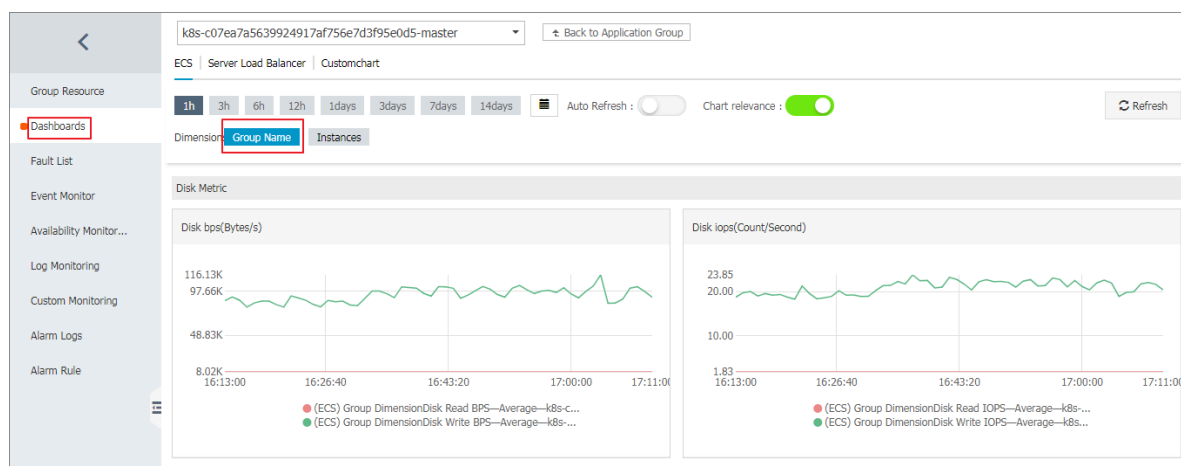 k8s-c07ea7a5639924917af756e7d3f95e0d5-master
Back to Application Group
ECS
Server Load Balancer
Customchart
Group Resource
Dashboards
Fault List
Event Monitor
Availability Monitor...
Log Monitoring
Custom Monitoring
Alarm Logs
Alarm Rule
1h 3h 6h 12h 1days 3days 7days 14days Auto Refresh : Chart relevance : Refresh
Dimension: Group Name Instances
Disk Metric
Disk bps(Bytes/s)
116.13K
97.66K
48.83K
8.02K
16:13:00 16:26:40 16:43:20 17:00:00 17:11:00
(ECS) Group DimensionDisk Read BPS—Average—k8s-c...
(ECS) Group DimensionDisk Write BPS—Average—k8s-...
Disk iops(Count/Second)
23.85
20.00
10.00
1.83
16:13:00 16:26:40 16:43:20 17:00:00 17:11:00
(ECS) Group DimensionDisk Read IOPS—Average—k8s-...
(ECS) Group DimensionDisk Write IOPS—Average—k8s...